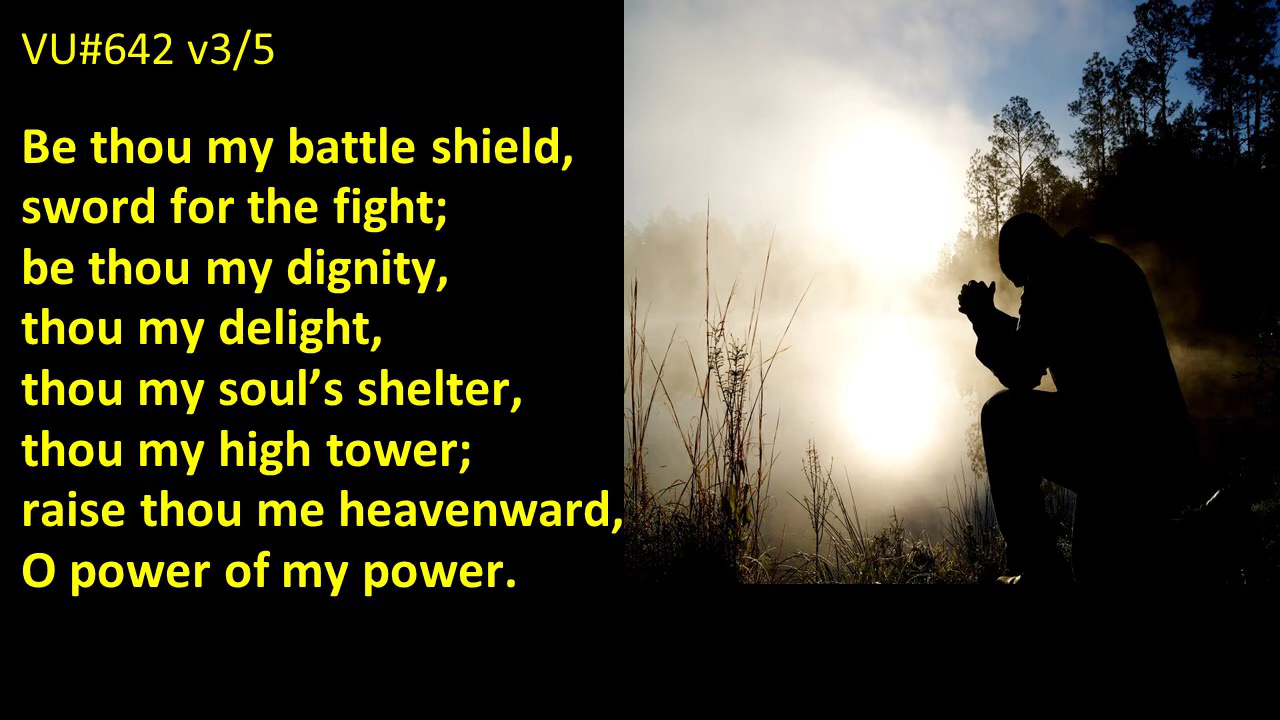 VU#642 v3/5
Be thou my battle shield,
sword for the fight;
be thou my dignity,
thou my delight,
thou my soul’s shelter,
thou my high tower;
raise thou me heavenward,
O power of my power.